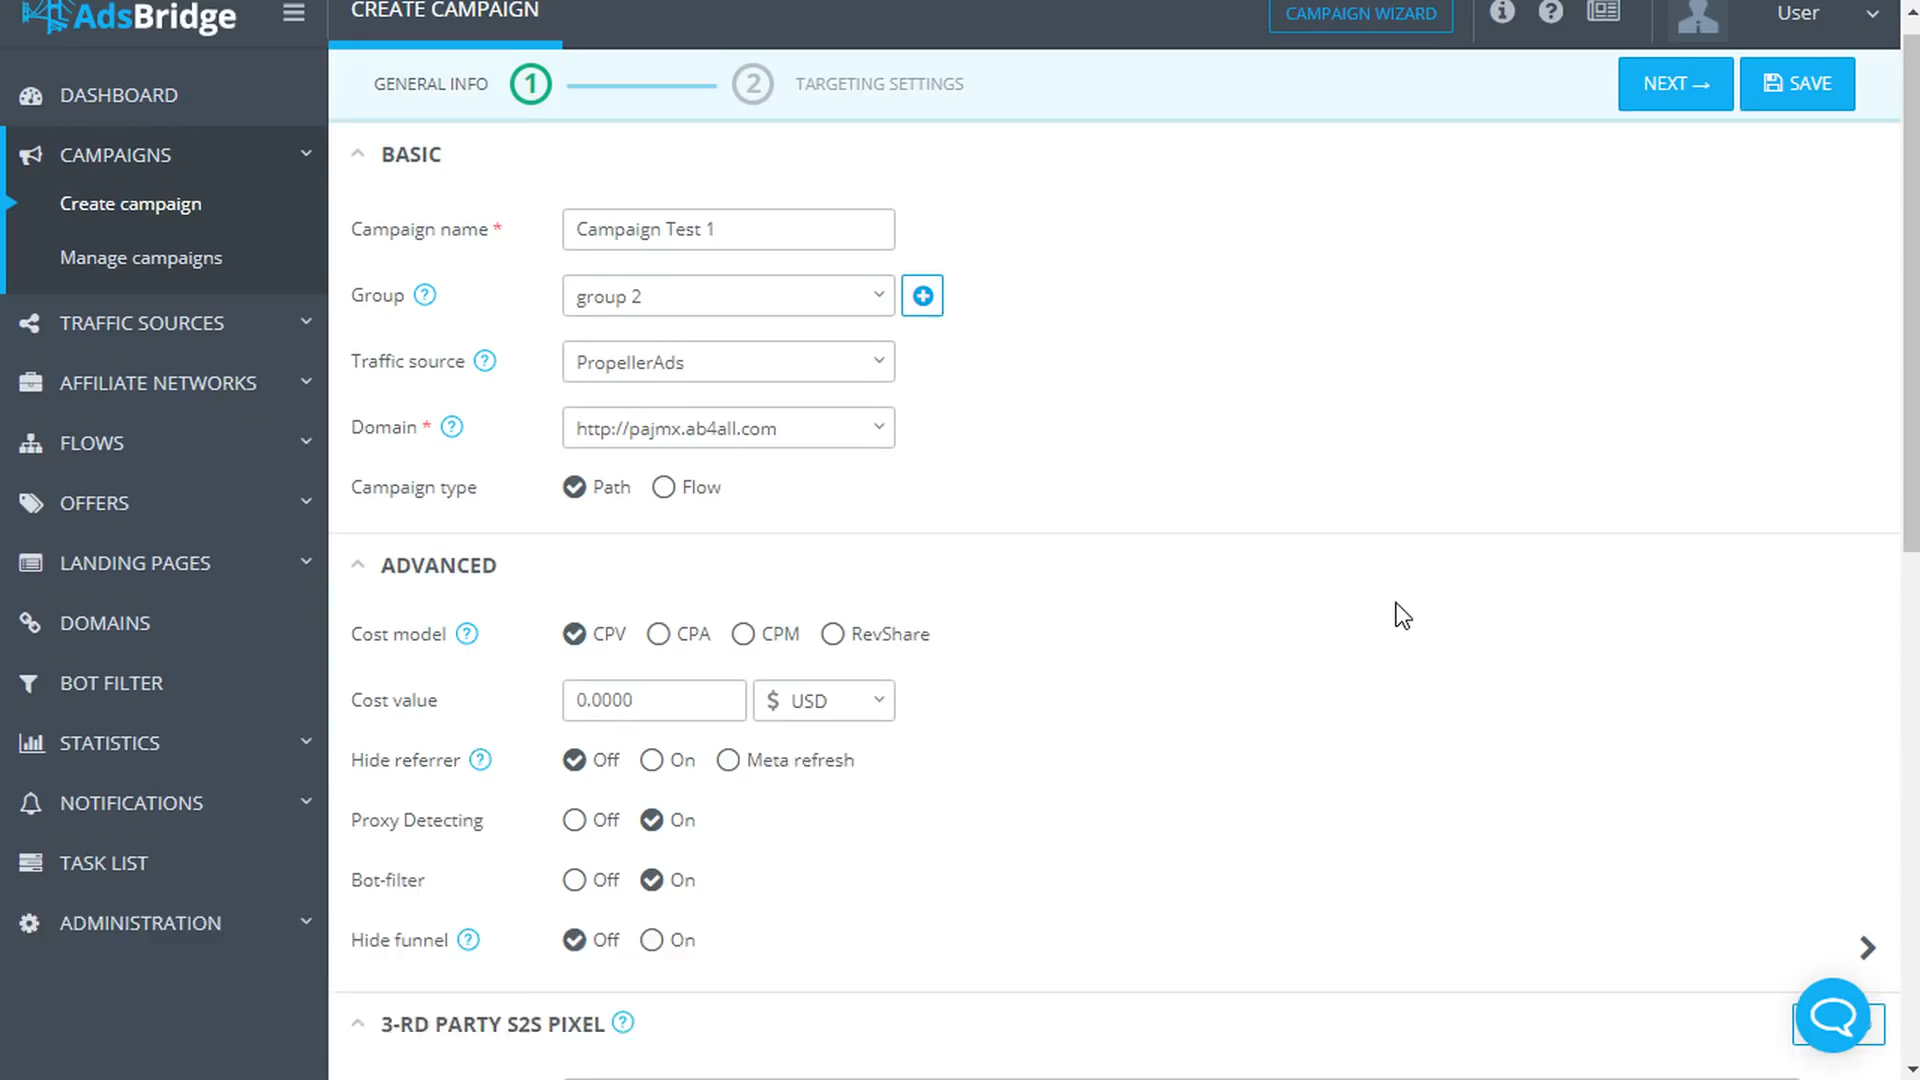 AdsBridge
CREATE CAMPAIGN
CAMPAIGN WIZARD
User
GENERAL INFO 1 2 TARGETING SETTINGS
NEXT→
SAVE
DASHBOARD
CAMPAIGNS
Create campaign
Manage campaigns
TRAFFIC SOURCES
AFFILIATE NETWORKS
FLOWS
OFFERS
LANDING PAGES
DOMAINS
BOT FILTER
STATISTICS
NOTIFICATIONS
TASK LIST
ADMINISTRATION
BASIC
Campaign name * Campaign Test 1
Group ? group 2
Traffic source ? PropellerAds
Domain * ? http://pajmx.ab4all.com
Campaign type Path Flow
ADVANCED
Cost model ? CPV CPA CPM RevShare
Cost value 0.0000 $ USD
Hide referrer ? Off On Meta refresh
Proxy Detecting Off On
Bot-filter Off On
Hide funnel ? Off On
3-RD PARTY S2S PIXEL ?